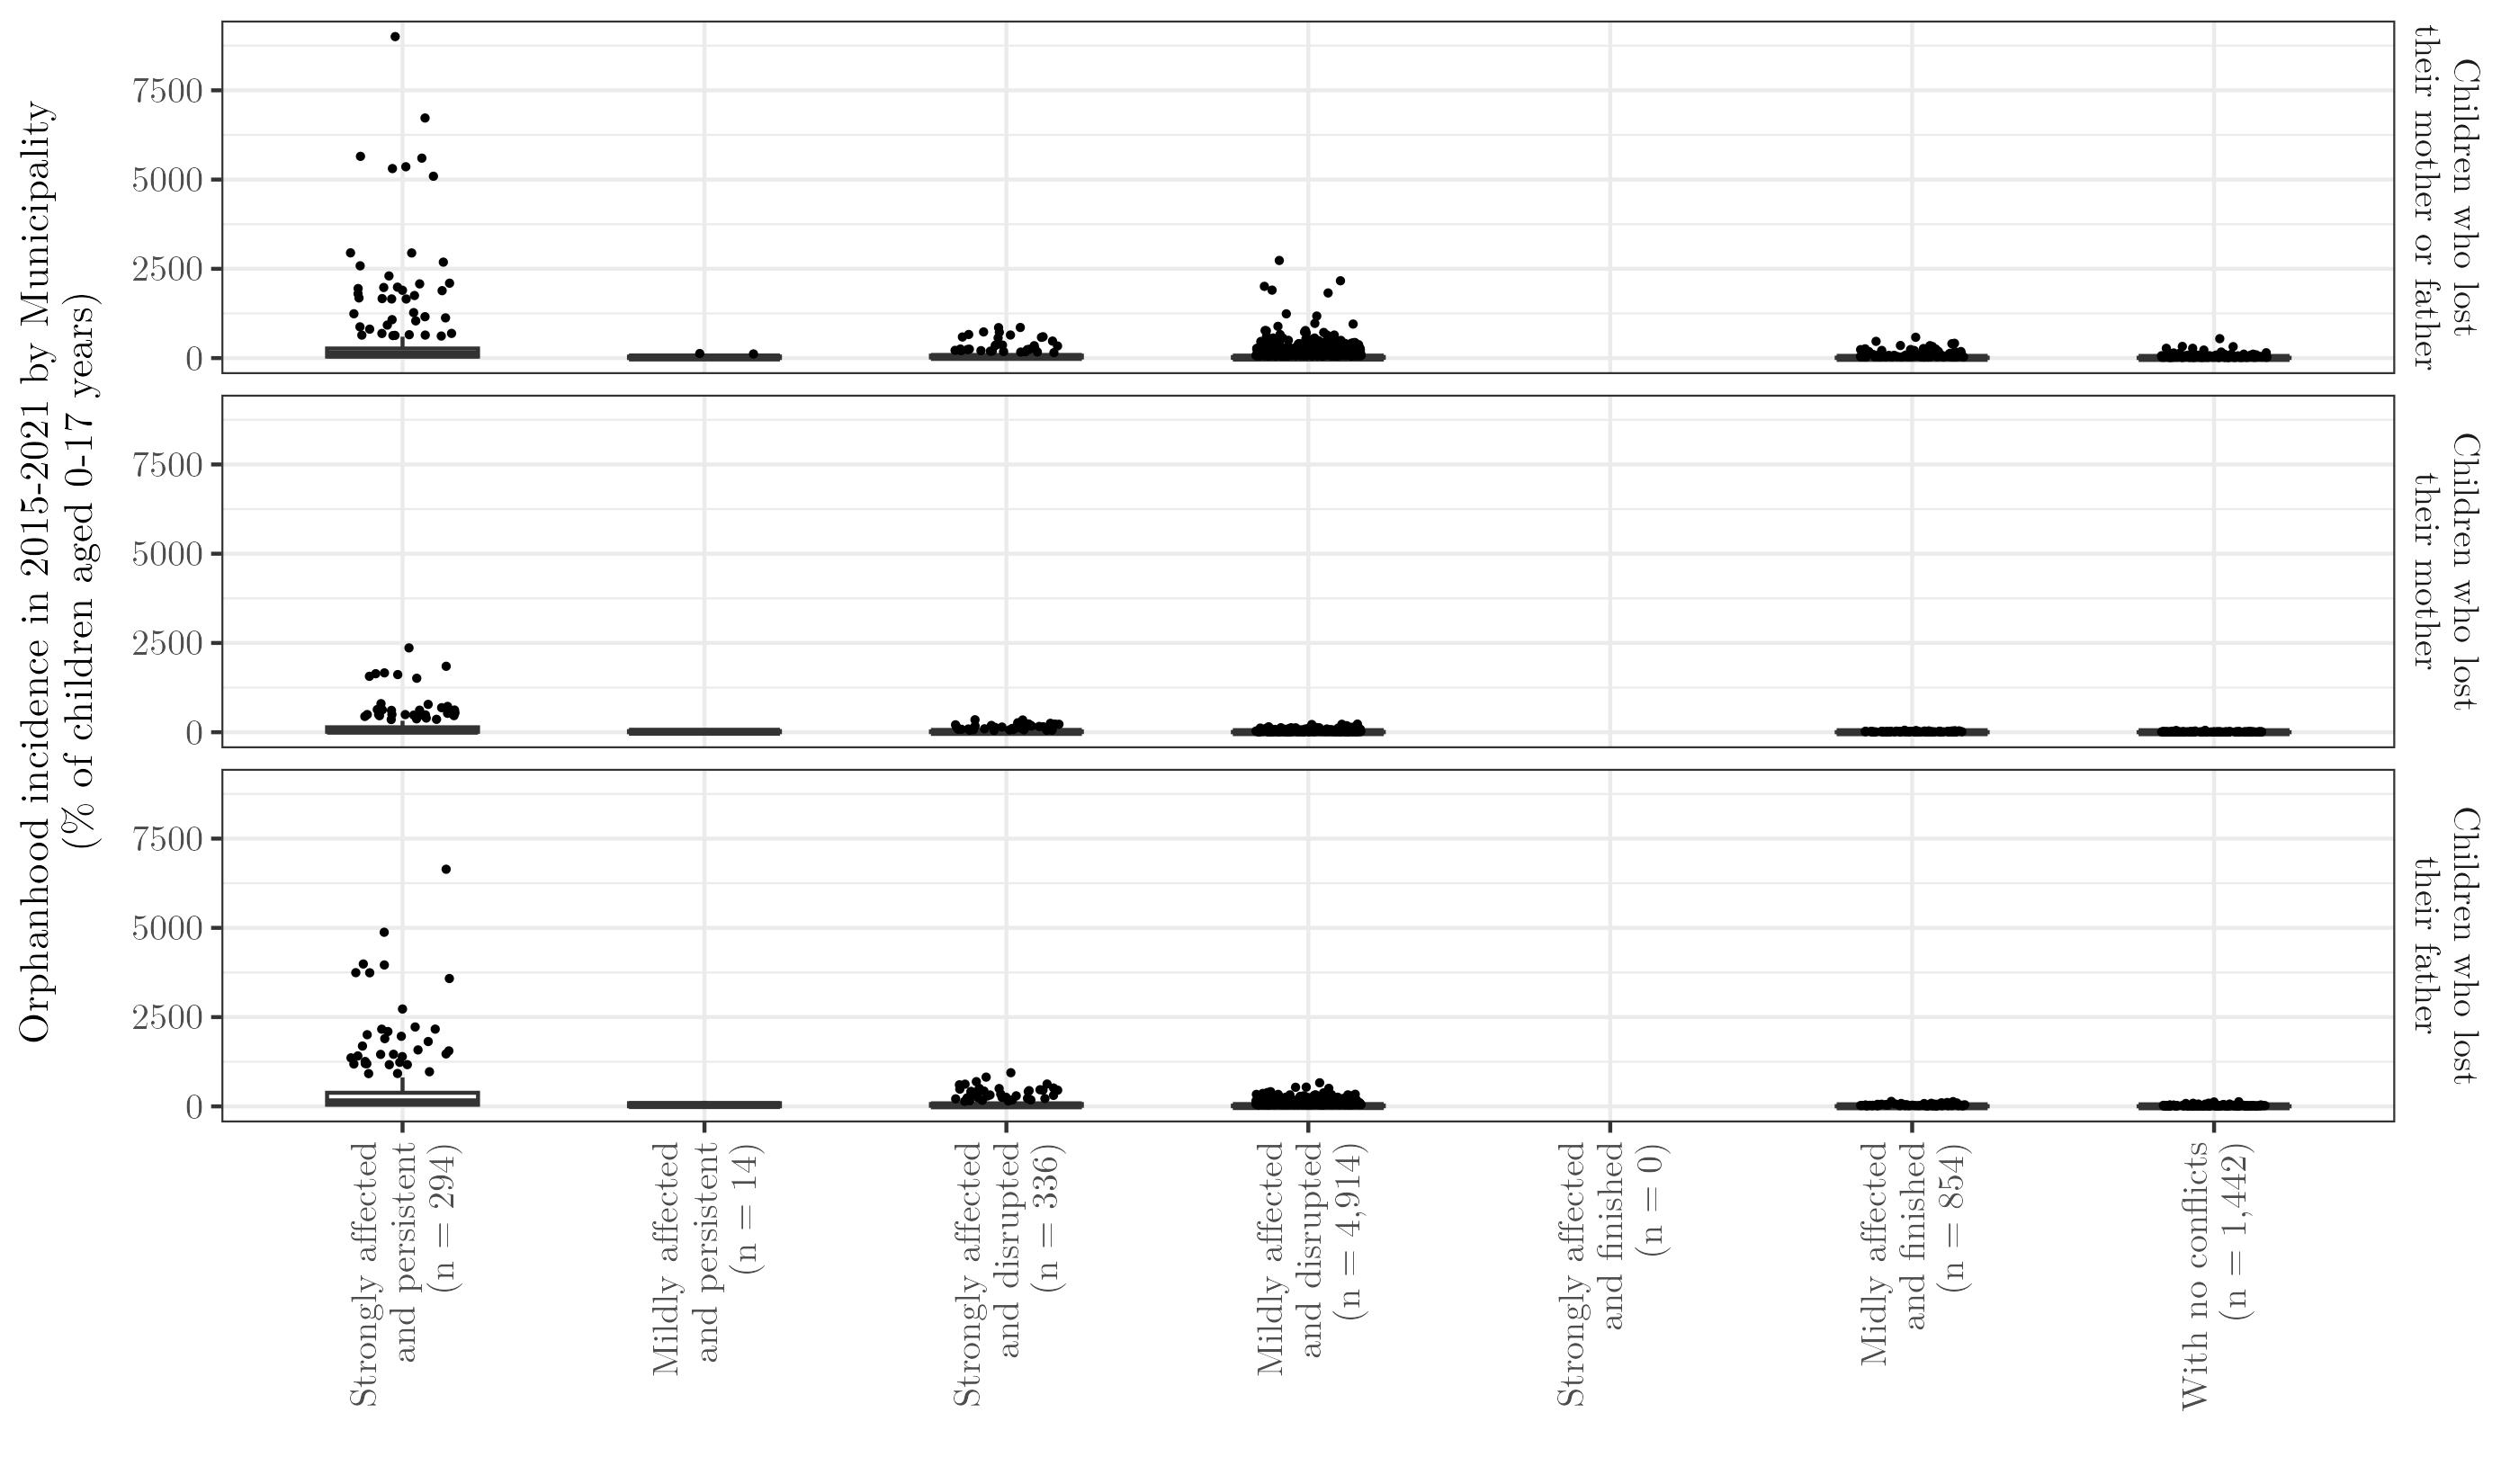 Orphanhood incidence in 2015-2021 by Municipality
(% of children aged 0-17 years)
7500
5000
2500
0
Children who lost
their mother or father
7500
5000
2500
0
Children who lost
their mother
7500
5000
2500
0
Children who lost
their father
Strongly affected
and persistent
(n = 294)
Mildly affected
and persistent
(n = 14)
Strongly affected
and disrupted
(n = 336)
Mildly affected
and disrupted
(n = 4,914)
Strongly affected
and finished
(n = 0)
Midly affected
and finished
(n = 854)
With no conflicts
(n = 1,442)